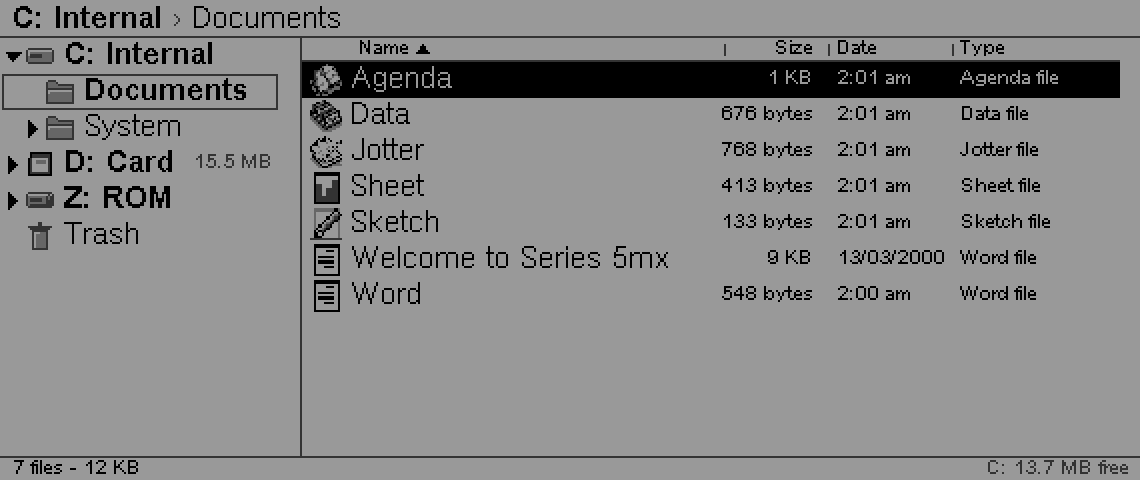 C: Internal › Documents
C: Internal
Documents
System
D: Card 15.5 MB
Z: ROM
Trash
Name Size Date Type
Agenda 1 KB 2:01 am Agenda file
Data 676 bytes 2:01 am Data file
Jotter 768 bytes 2:01 am Jotter file
Sheet 413 bytes 2:01 am Sheet file
Sketch 133 bytes 2:01 am Sketch file
Welcome to Series 5mx 9 KB 13/03/2000 Word file
Word 548 bytes 2:00 am Word file
7 files - 12 KB
C: 13.7 MB free